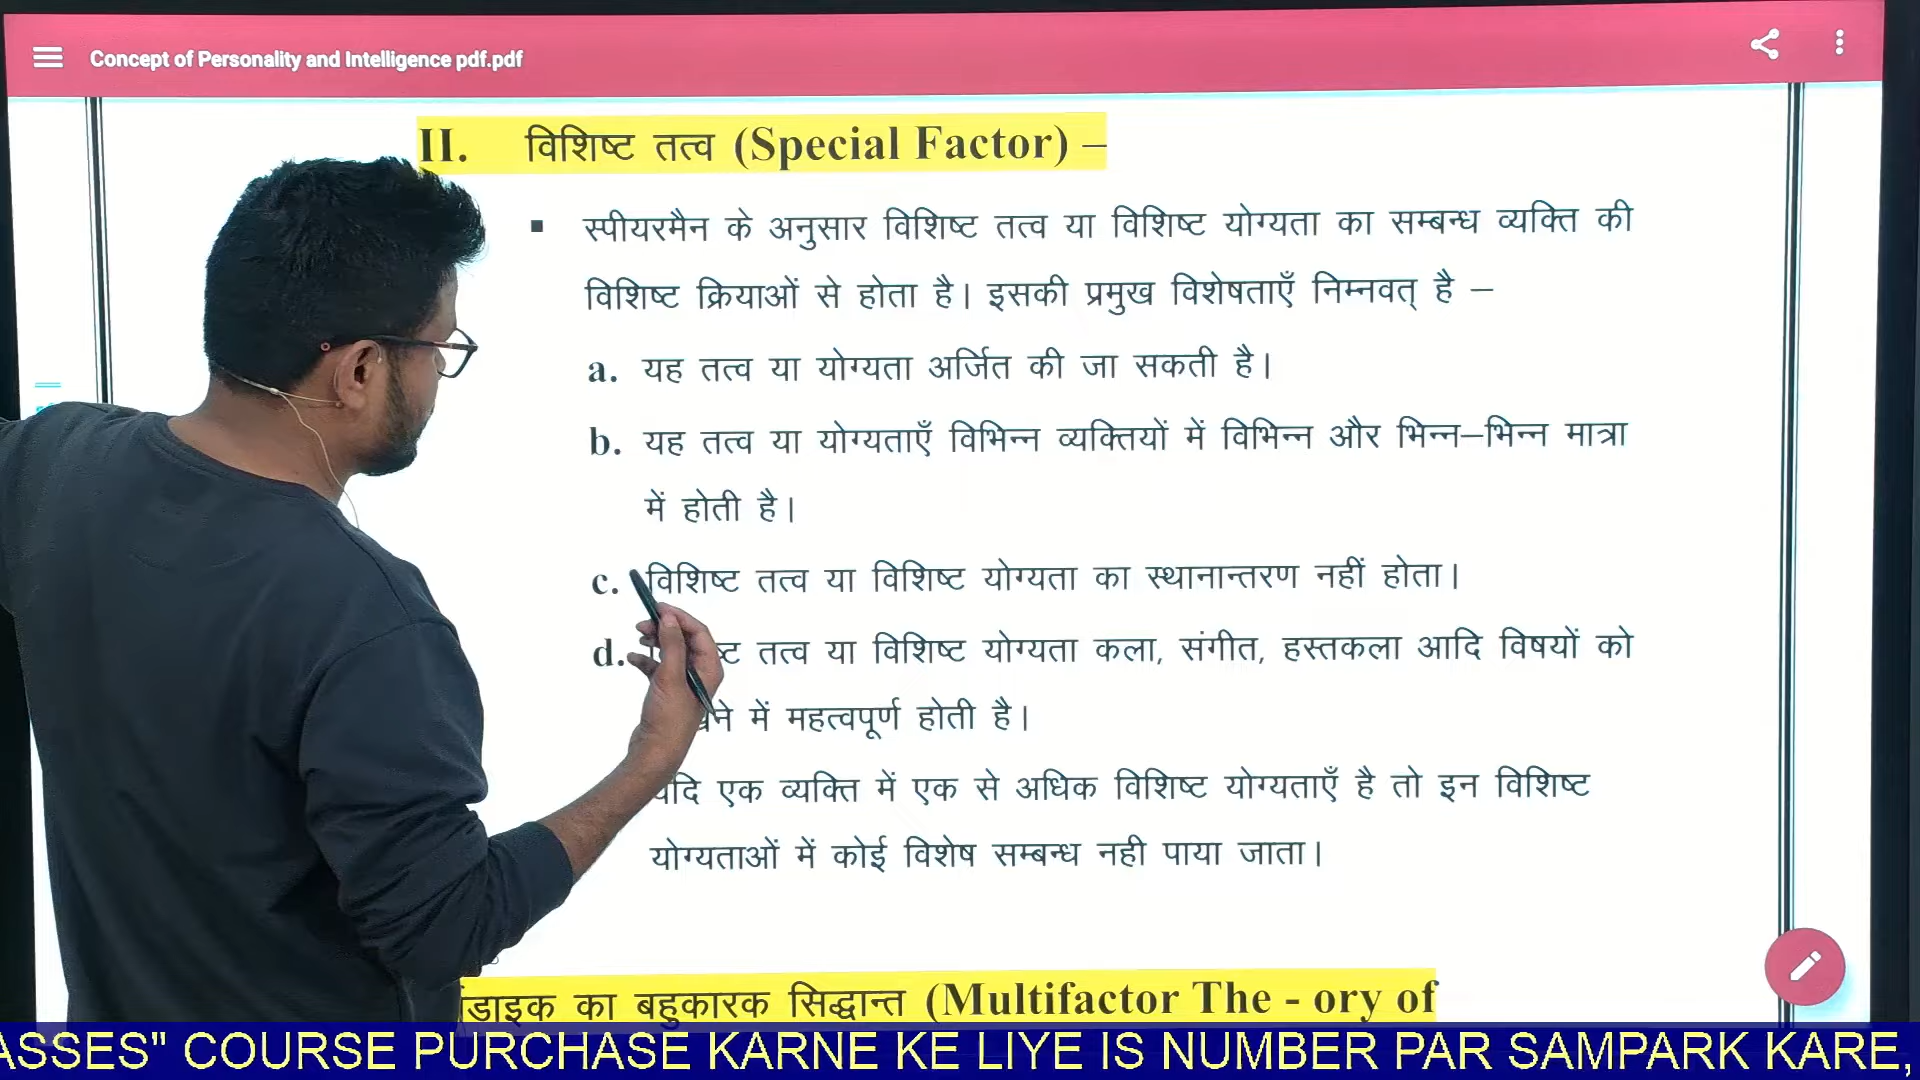 Concept of Personality and Intelligence pdf.pdf
II. विशिष्ट तत्व (Special Factor) –
▪ स्पीयरमैन के अनुसार विशिष्ट तत्व या विशिष्ट योग्यता का सम्बन्ध व्यक्ति की
विशिष्ट क्रियाओं से होता है। इसकी प्रमुख विशेषताएँ निम्नवत् है –
a. यह तत्व या योग्यता अर्जित की जा सकती है।
b. यह तत्व या योग्यताएँ विभिन्न व्यक्तियों में विभिन्न और भिन्न–भिन्न मात्रा
में होती है।
c. विशिष्ट तत्व या विशिष्ट योग्यता का स्थानान्तरण नहीं होता।
d. तत्व या विशिष्ट योग्यता कला, संगीत, हस्तकला आदि विषयों को
में महत्वपूर्ण होती है।
यदि एक व्यक्ति में एक से अधिक विशिष्ट योग्यताएँ है तो इन विशिष्ट
योग्यताओं में कोई विशेष सम्बन्ध नही पाया जाता।
का बहुकारक सिद्धान्त (Multifactor The - ory of
ASSES" COURSE PURCHASE KARNE KE LIYE IS NUMBER PAR SAMPARK KARE,